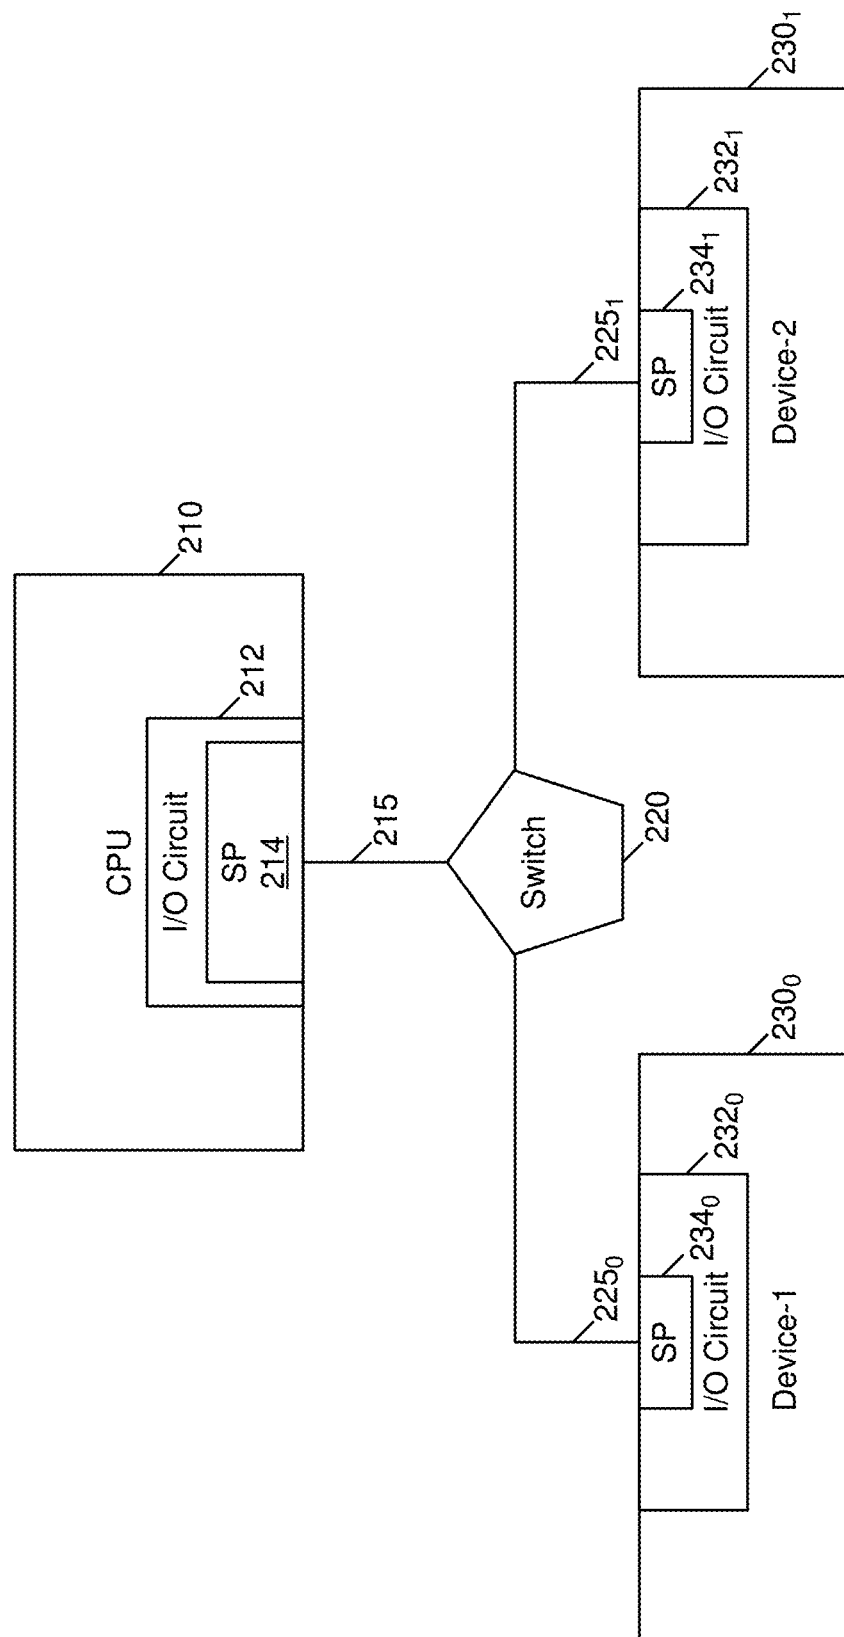 CPU
210
I/O Circuit
212
SP
214
215
Switch
220
225₀
225₁
SP
234₀
I/O Circuit
232₀
Device-1
230₀
SP
234₁
I/O Circuit
232₁
Device-2
230₁